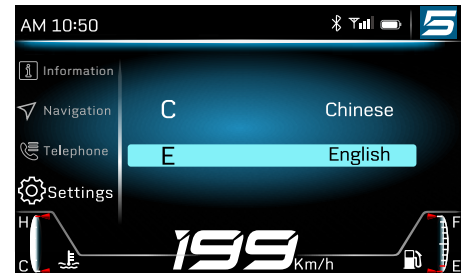 AM 10:50
5
Information
Navigation
Telephone
Settings
C Chinese
E English
H
C
199 Km/h
F
E